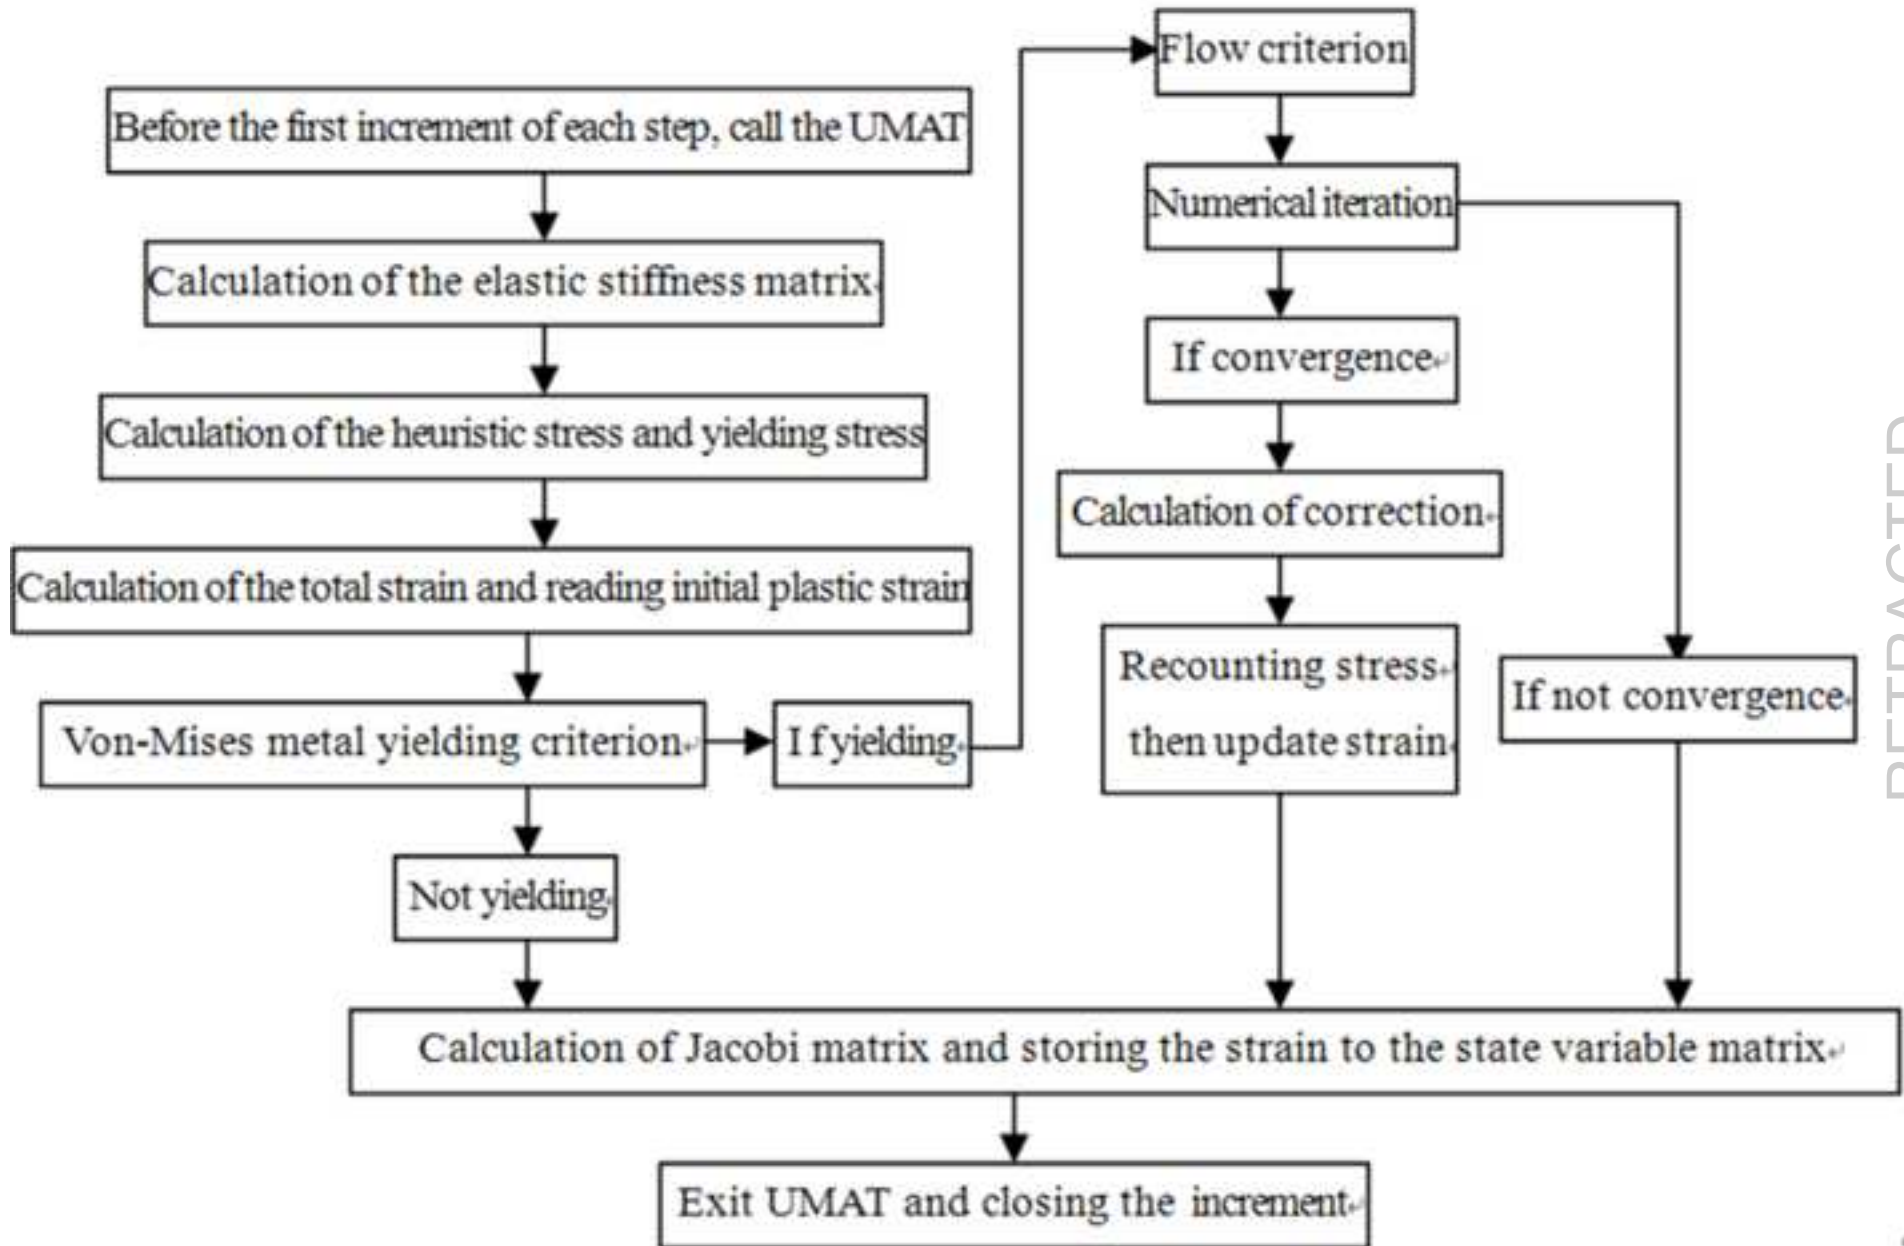 Before the first increment of each step, call the UMAT
Calculation of the elastic stiffness matrix
Calculation of the heuristic stress and yielding stress
Calculation of the total strain and reading initial plastic strain
Von-Mises metal yielding criterion
I f yielding
Not yielding
Flow criterion
Numerical iteration
If convergence
Calculation of correction
Recounting stress
then update strain
If not convergence
Calculation of Jacobi matrix and storing the strain to the state variable matrix
Exit UMAT and closing the increment
RETRACTED